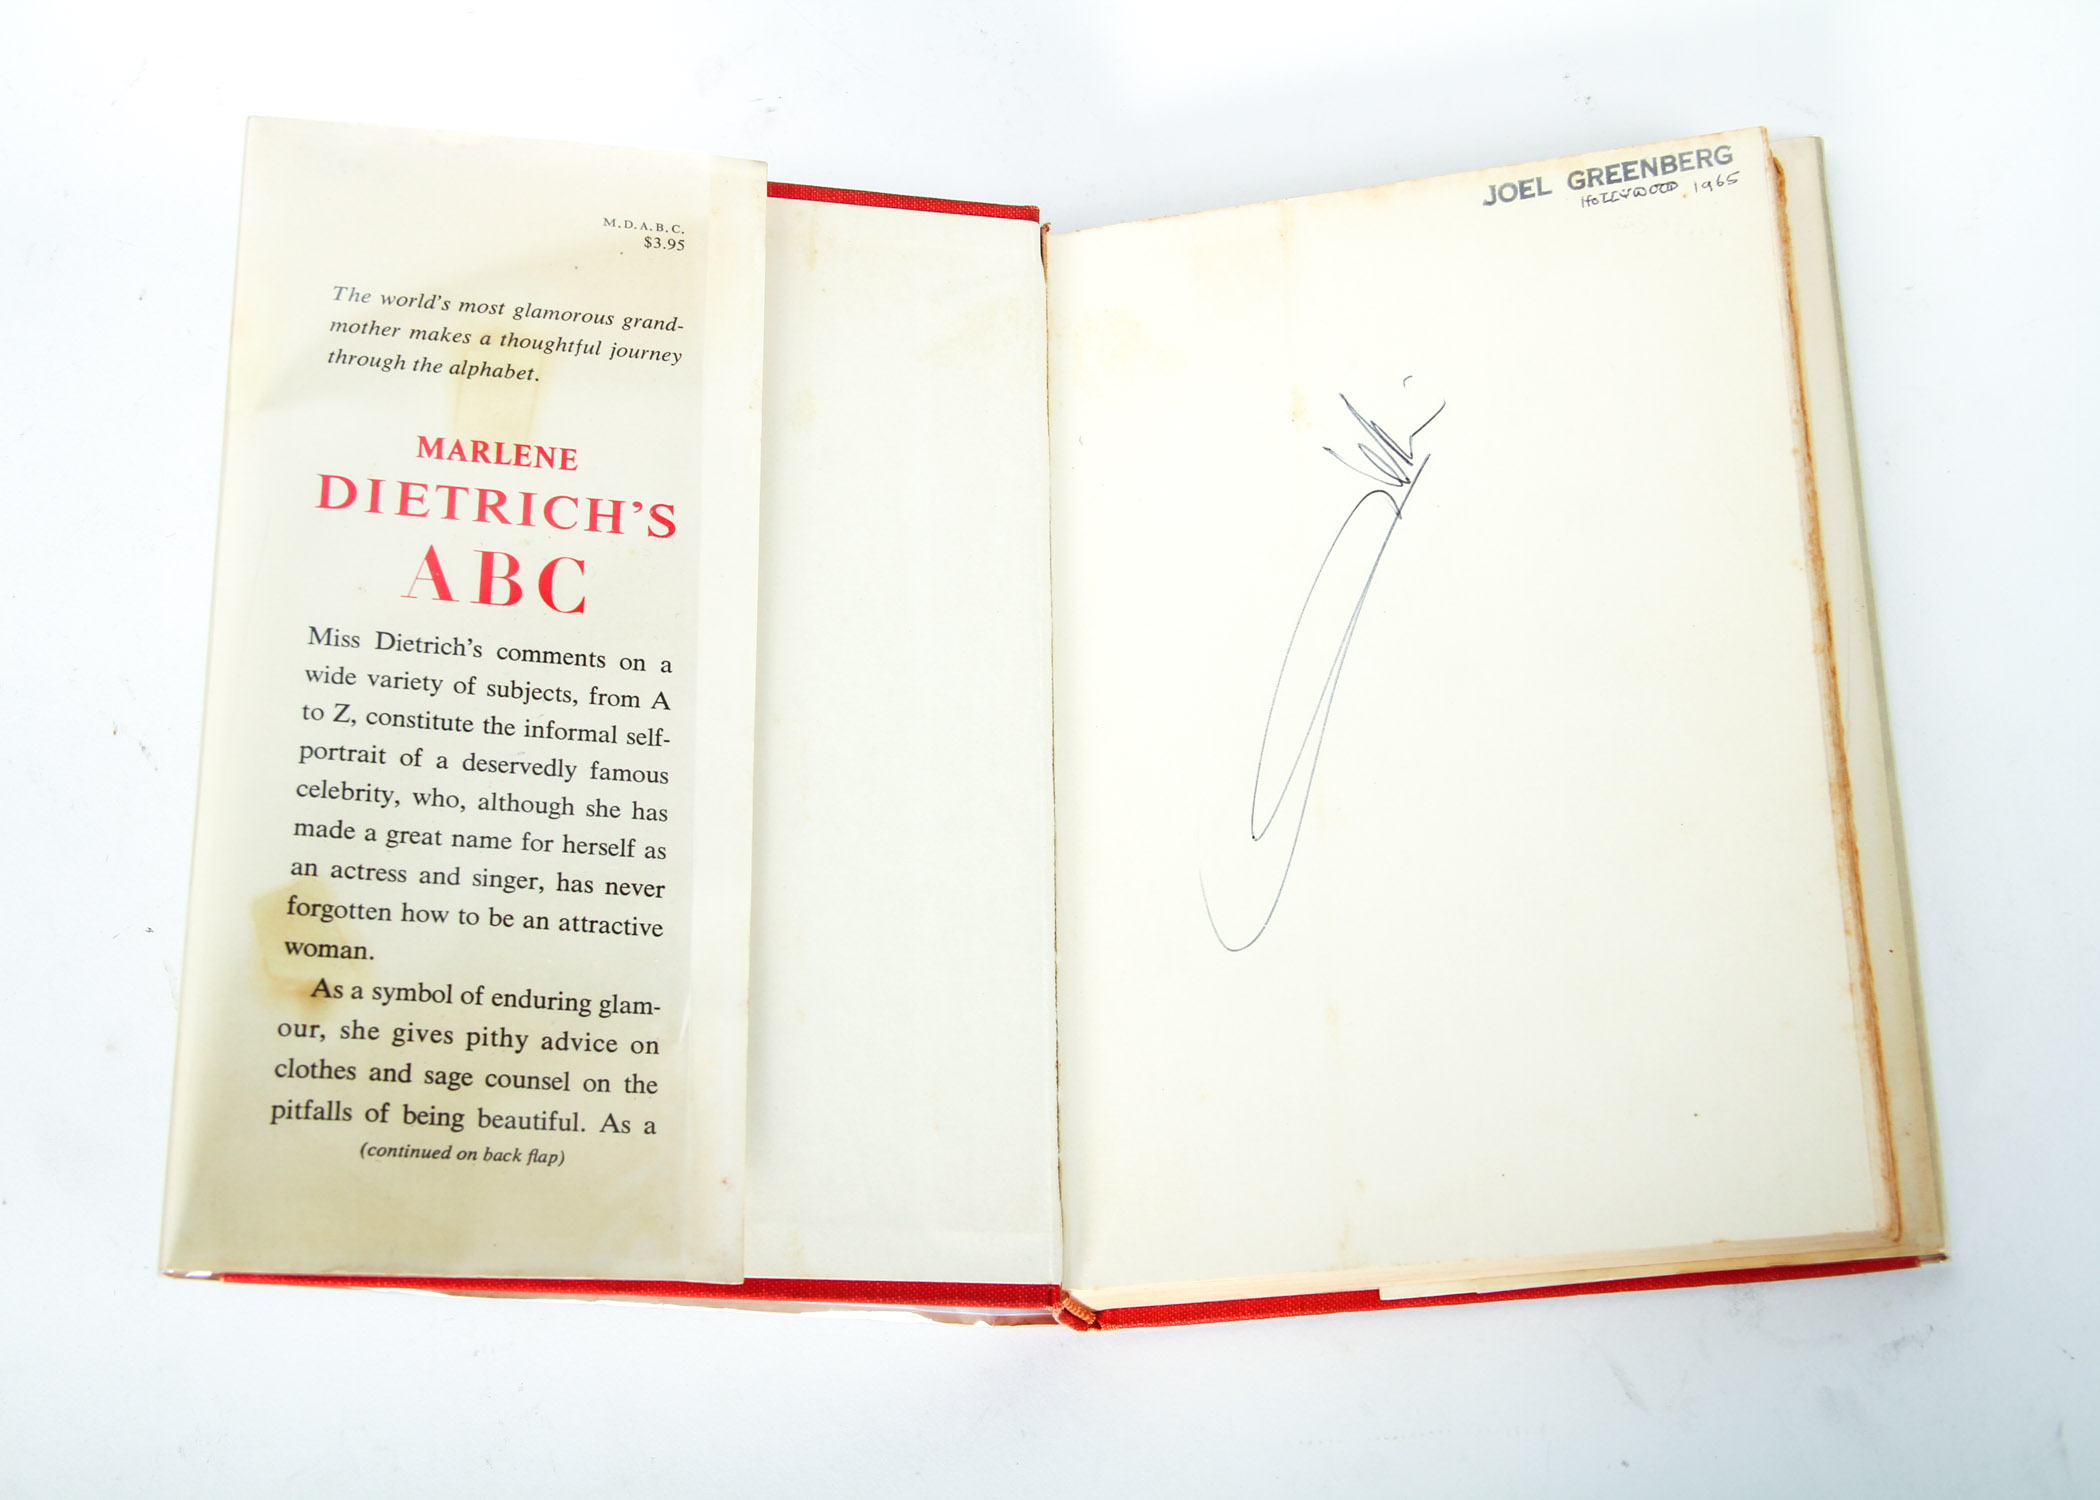 M.D.A.B.C.
$3.95
The world's most glamorous grand-
mother makes a thoughtful journey
through the alphabet.
MARLENE
DIETRICH'S
ABC
Miss Dietrich's comments on a
wide variety of subjects, from A
to Z, constitute the informal self-
portrait of a deservedly famous
celebrity, who, although she has
made a great name for herself as
an actress and singer, has never
forgotten how to be an attractive
woman.
As a symbol of enduring glam-
our, she gives pithy advice on
clothes and sage counsel on the
pitfalls of being beautiful. As a
(continued on back flap)
JOEL GREENBERG
HOLLYWOOD, 1965